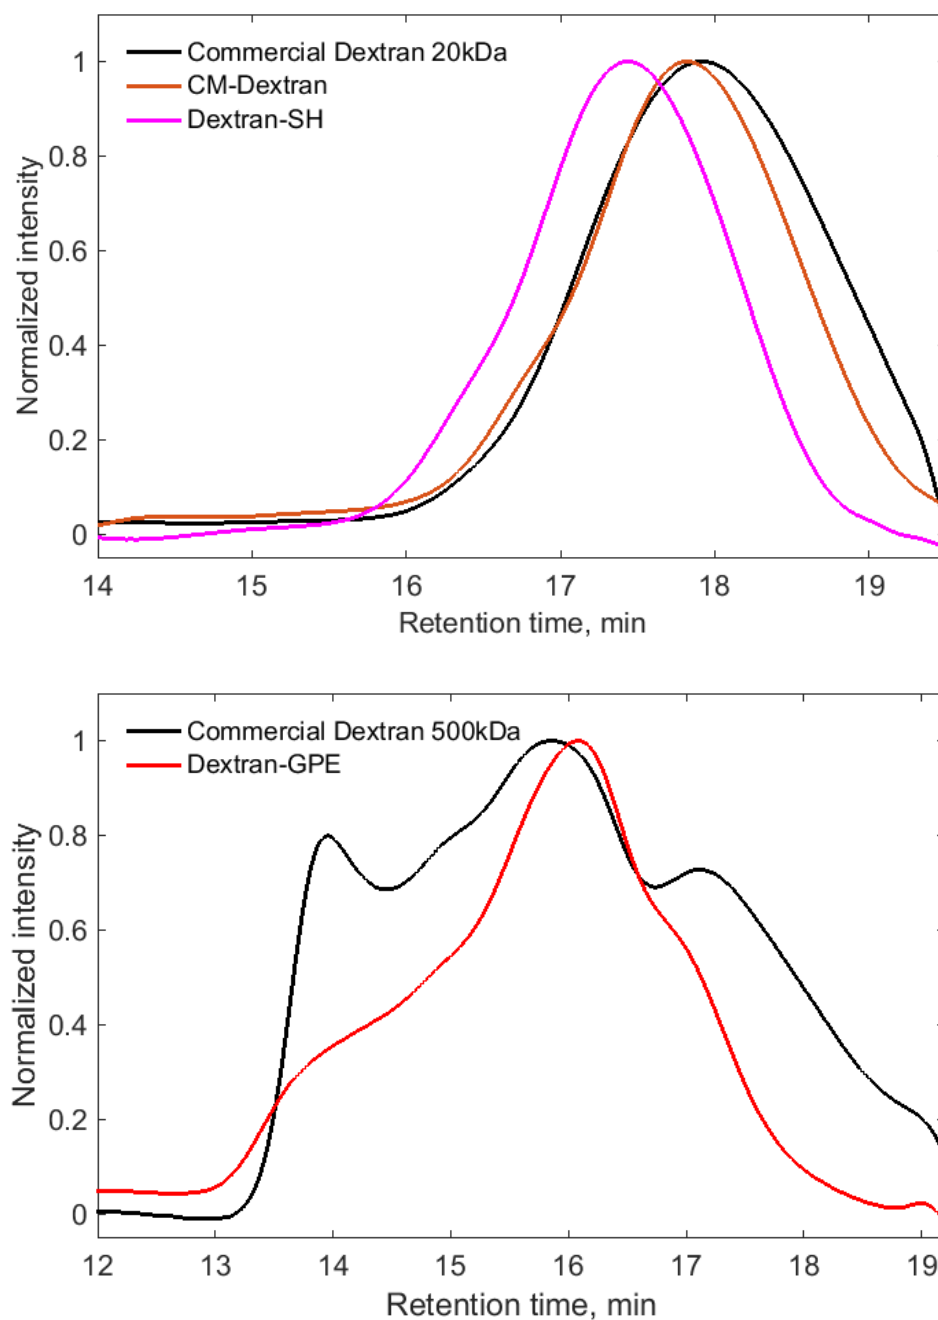 Commercial Dextran 20kDa
CM-Dextran
Dextran-SH
Normalized intensity
1
0.8
0.6
0.4
0.2
0
14 15 16 17 18 19
Retention time, min
Commercial Dextran 500kDa
Dextran-GPE
Normalized intensity
1
0.8
0.6
0.4
0.2
0
12 13 14 15 16 17 18 19
Retention time, min